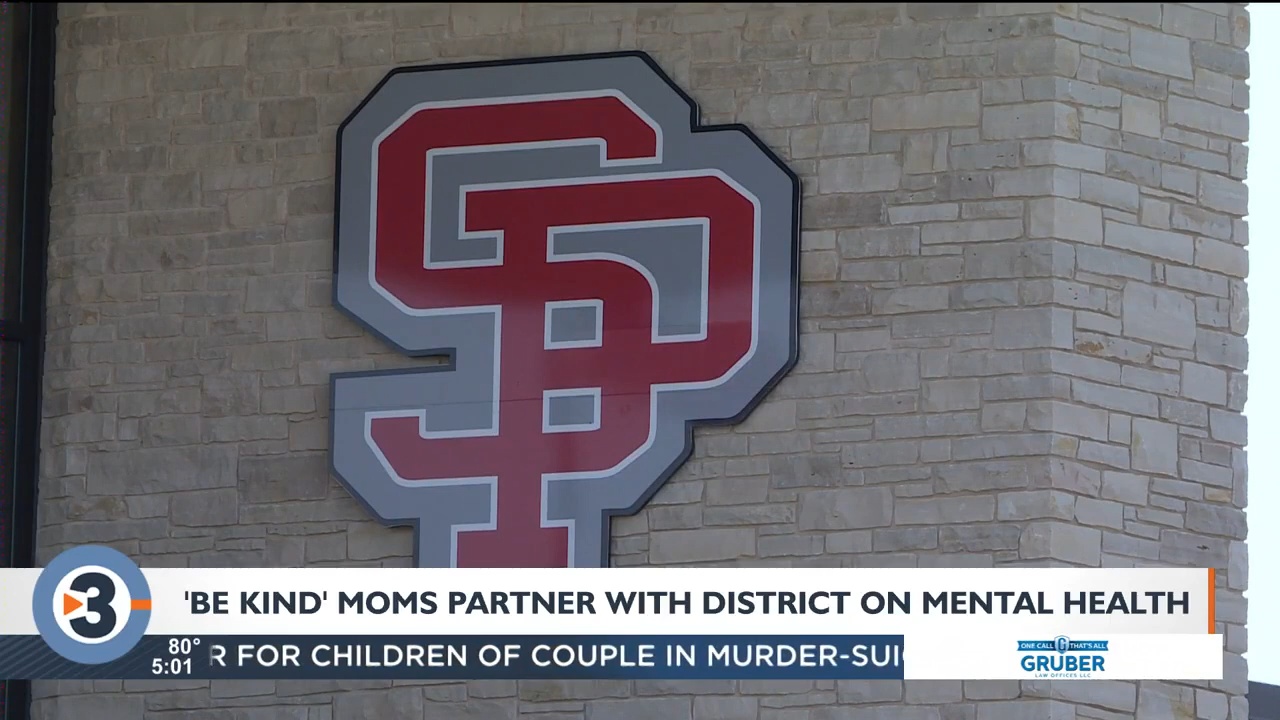 SP
3
'BE KIND' MOMS PARTNER WITH DISTRICT ON MENTAL HEALTH
80°
5:01
R FOR CHILDREN OF COUPLE IN MURDER-SUI
ONE CALL G THAT'S ALL
GRUBER
LAW OFFICES LLC